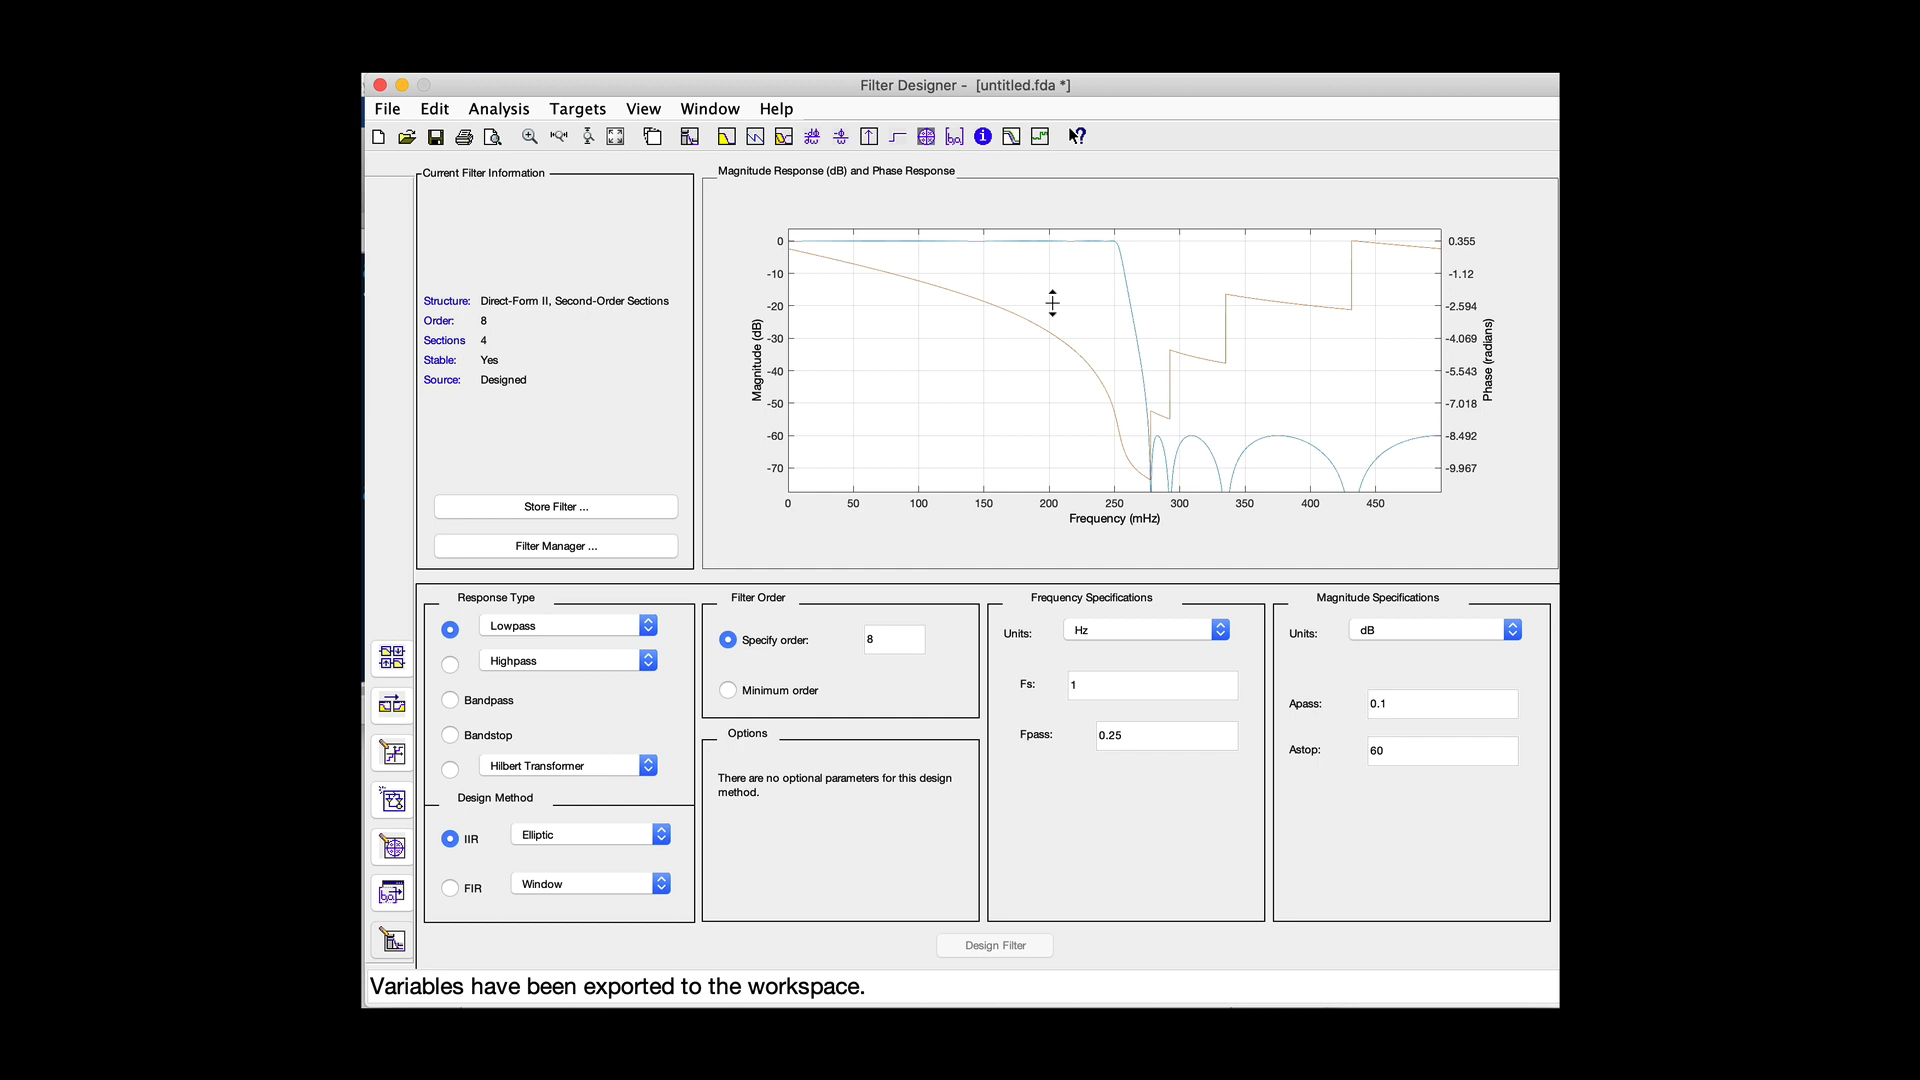 Filter Designer - [untitled.fda *]
File Edit Analysis Targets View Window Help
Current Filter Information
Structure: Direct-Form II, Second-Order Sections
Order: 8
Sections 4
Stable: Yes
Source: Designed
Store Filter ...
Filter Manager ...
Magnitude Response (dB) and Phase Response
Magnitude (dB)
0
-10
-20
-30
-40
-50
-60
-70
0 50 100 150 200 250 300 350 400 450
Frequency (mHz)
0.355
-1.12
-2.594
-4.069
-5.543
-7.018
-8.492
-9.967
Phase (radians)
Response Type
Lowpass
Highpass
Bandpass
Bandstop
Hilbert Transformer
Design Method
IIR Elliptic
FIR Window
Filter Order
Specify order: 8
Minimum order
Options
There are no optional parameters for this design
method.
Frequency Specifications
Units: Hz
Fs: 1
Fpass: 0.25
Magnitude Specifications
Units: dB
Apass: 0.1
Astop: 60
Design Filter
Variables have been exported to the workspace.